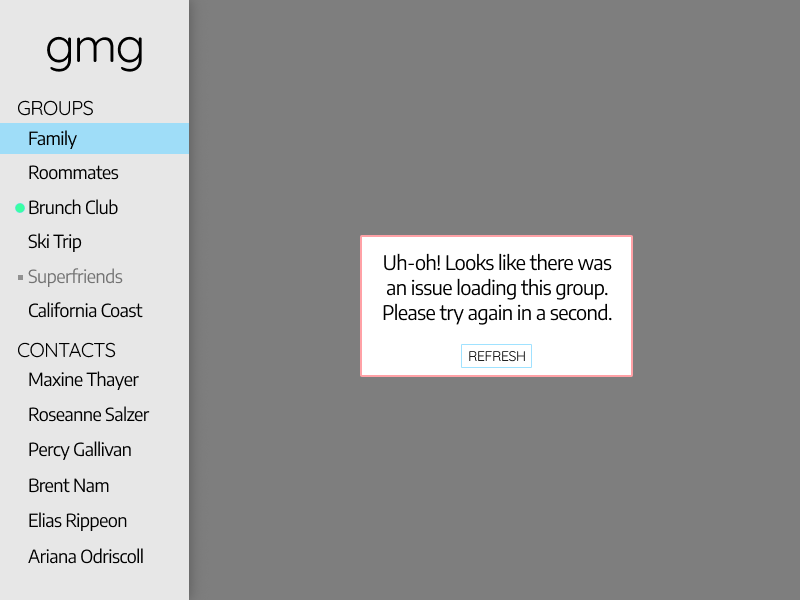 gmg
GROUPS
Family
Roommates
Brunch Club
Ski Trip
Superfriends
California Coast
CONTACTS
Maxine Thayer
Roseanne Salzer
Percy Gallivan
Brent Nam
Elias Rippeon
Ariana Odriscoll
Uh-oh! Looks like there was
an issue loading this group.
Please try again in a second.
REFRESH